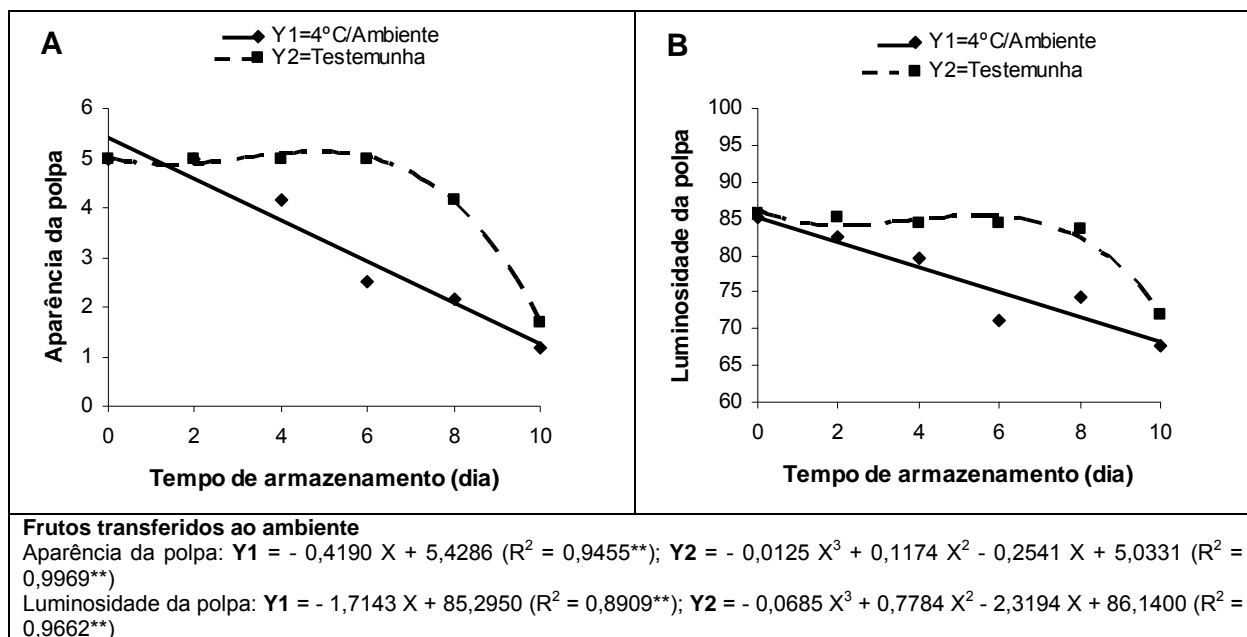 A
Y1=4ºC/Ambiente
Y2=Testemunha
Aparência da polpa
6
5
4
3
2
1
0
0 2 4 6 8 10
Tempo de armazenamento (dia)
B
Y1=4ºC/Ambiente
Y2=Testemunha
Luminosidade da polpa
100
95
90
85
80
75
70
65
60
0 2 4 6 8 10
Tempo de armazenamento (dia)
Frutos transferidos ao ambiente
Aparência da polpa: Y1 = - 0,4190 X + 5,4286 (R² = 0,9455**); Y2 = - 0,0125 X³ + 0,1174 X² - 0,2541 X + 5,0331 (R² =
0,9969**)
Luminosidade da polpa: Y1 = - 1,7143 X + 85,2950 (R² = 0,8909**); Y2 = - 0,0685 X³ + 0,7784 X² - 2,3194 X + 86,1400 (R² =
0,9662**)